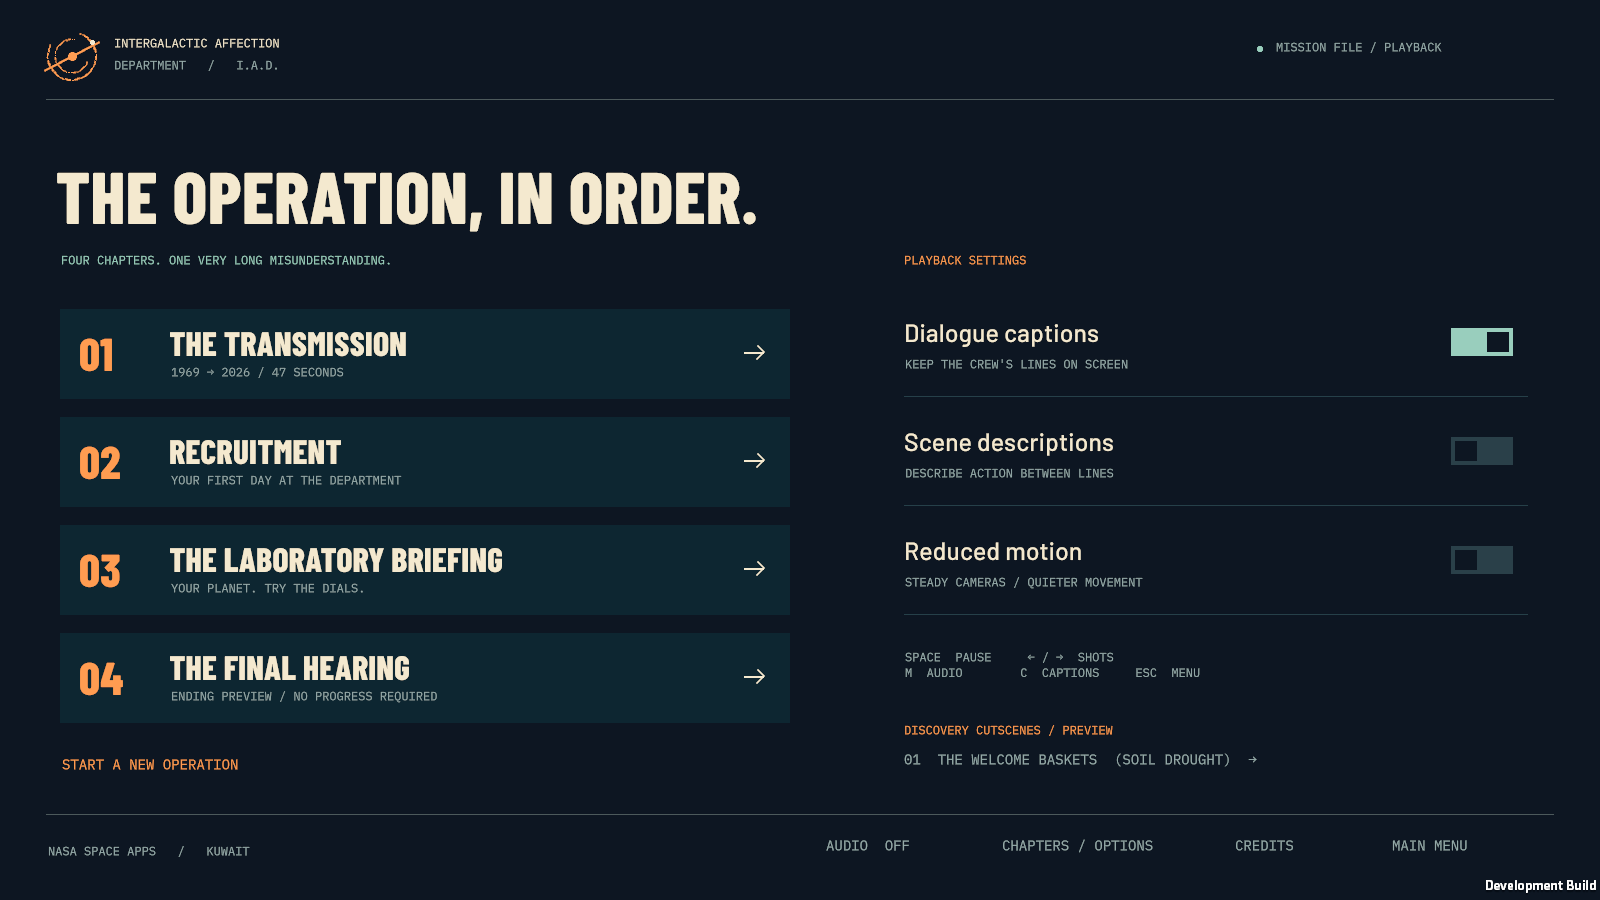 INTERGALACTIC AFFECTION
DEPARTMENT / I.A.D.
MISSION FILE / PLAYBACK
THE OPERATION, IN ORDER.
FOUR CHAPTERS. ONE VERY LONG MISUNDERSTANDING.
01
THE TRANSMISSION
1969 → 2026 / 47 SECONDS
→
02
RECRUITMENT
YOUR FIRST DAY AT THE DEPARTMENT
→
03
THE LABORATORY BRIEFING
YOUR PLANET. TRY THE DIALS.
→
04
THE FINAL HEARING
ENDING PREVIEW / NO PROGRESS REQUIRED
→
START A NEW OPERATION
PLAYBACK SETTINGS
Dialogue captions
KEEP THE CREW'S LINES ON SCREEN
Scene descriptions
DESCRIBE ACTION BETWEEN LINES
Reduced motion
STEADY CAMERAS / QUIETER MOVEMENT
SPACE PAUSE ← / → SHOTS
M AUDIO C CAPTIONS ESC MENU
DISCOVERY CUTSCENES / PREVIEW
01 THE WELCOME BASKETS (SOIL DROUGHT) →
NASA SPACE APPS / KUWAIT
AUDIO OFF
CHAPTERS / OPTIONS
CREDITS
MAIN MENU
Development Build